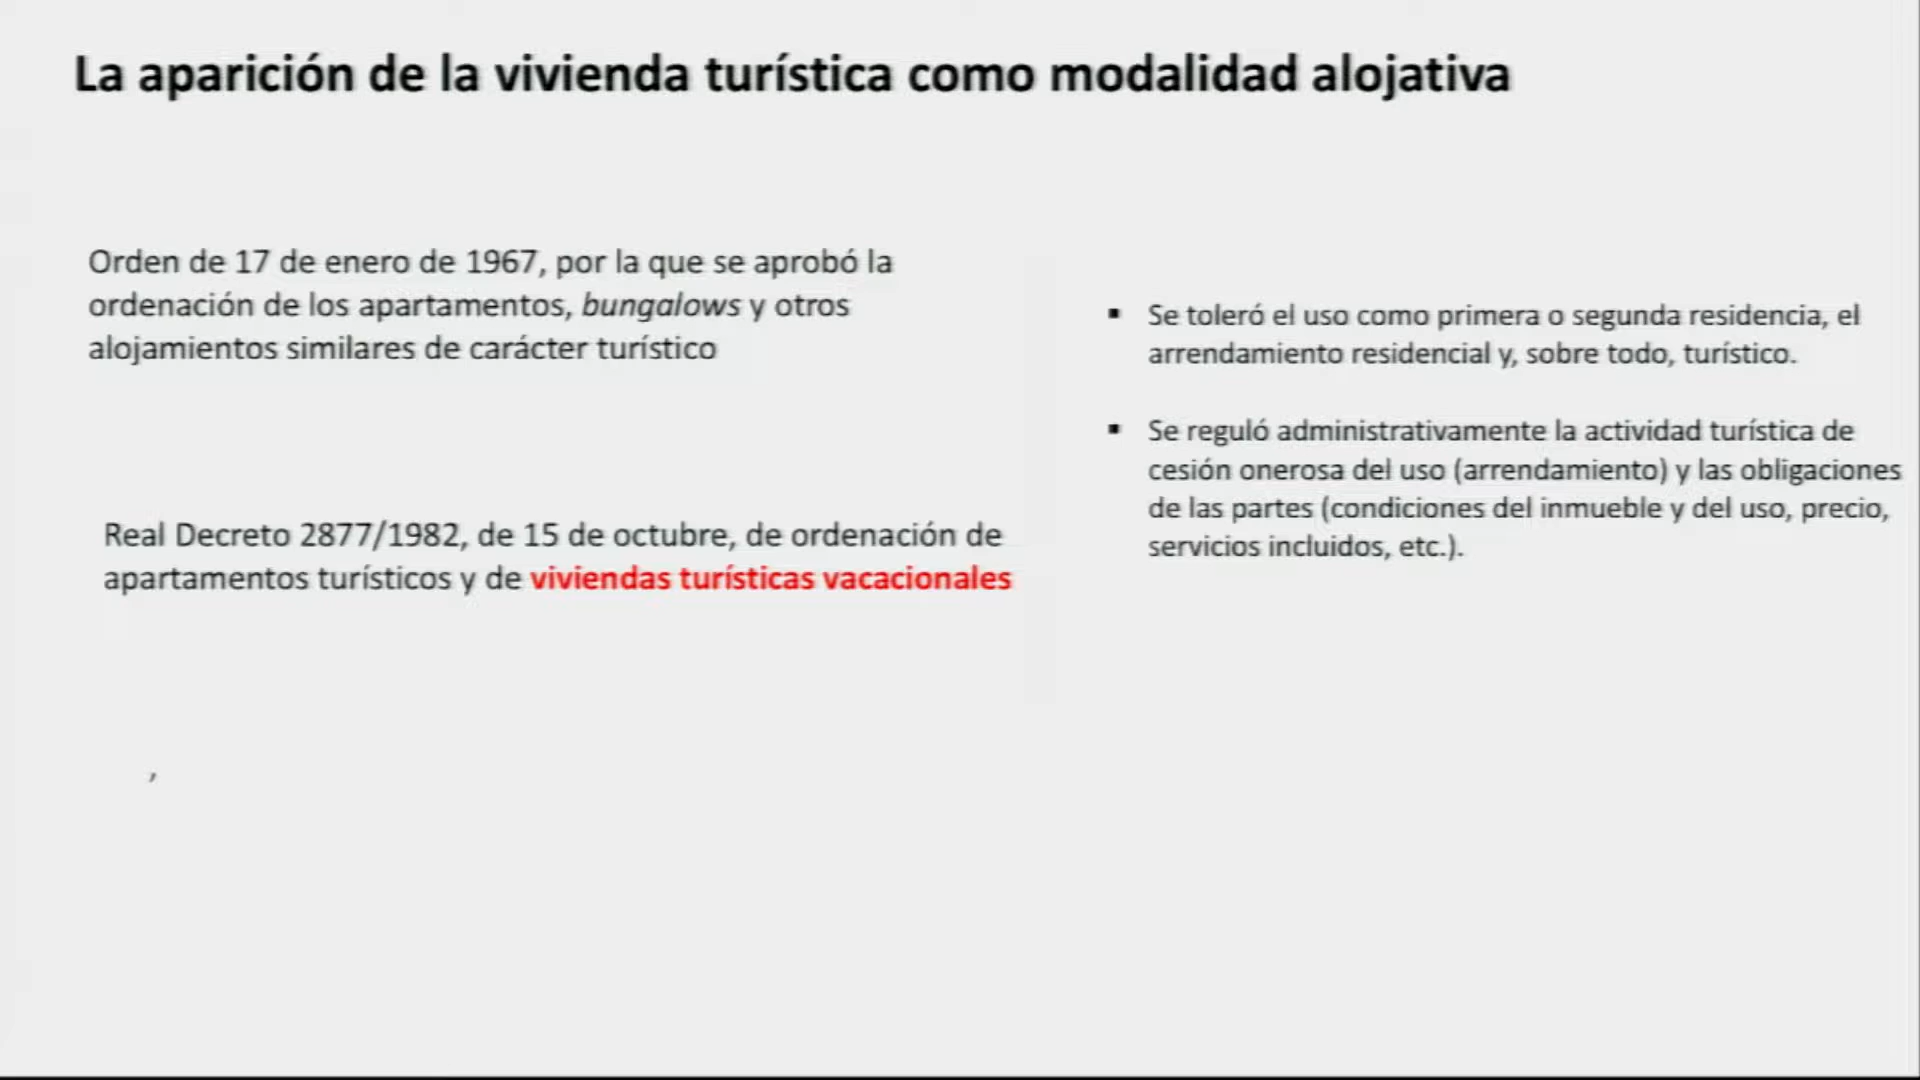 La aparición de la vivienda turística como modalidad alojativa
Orden de 17 de enero de 1967, por la que se aprobó la
ordenación de los apartamentos, bungalows y otros
alojamientos similares de carácter turístico
Real Decreto 2877/1982, de 15 de octubre, de ordenación de
apartamentos turísticos y de viviendas turísticas vacacionales
,
▪ Se toleró el uso como primera o segunda residencia, el
arrendamiento residencial y, sobre todo, turístico.
▪ Se reguló administrativamente la actividad turística de
cesión onerosa del uso (arrendamiento) y las obligaciones
de las partes (condiciones del inmueble y del uso, precio,
servicios incluidos, etc.).